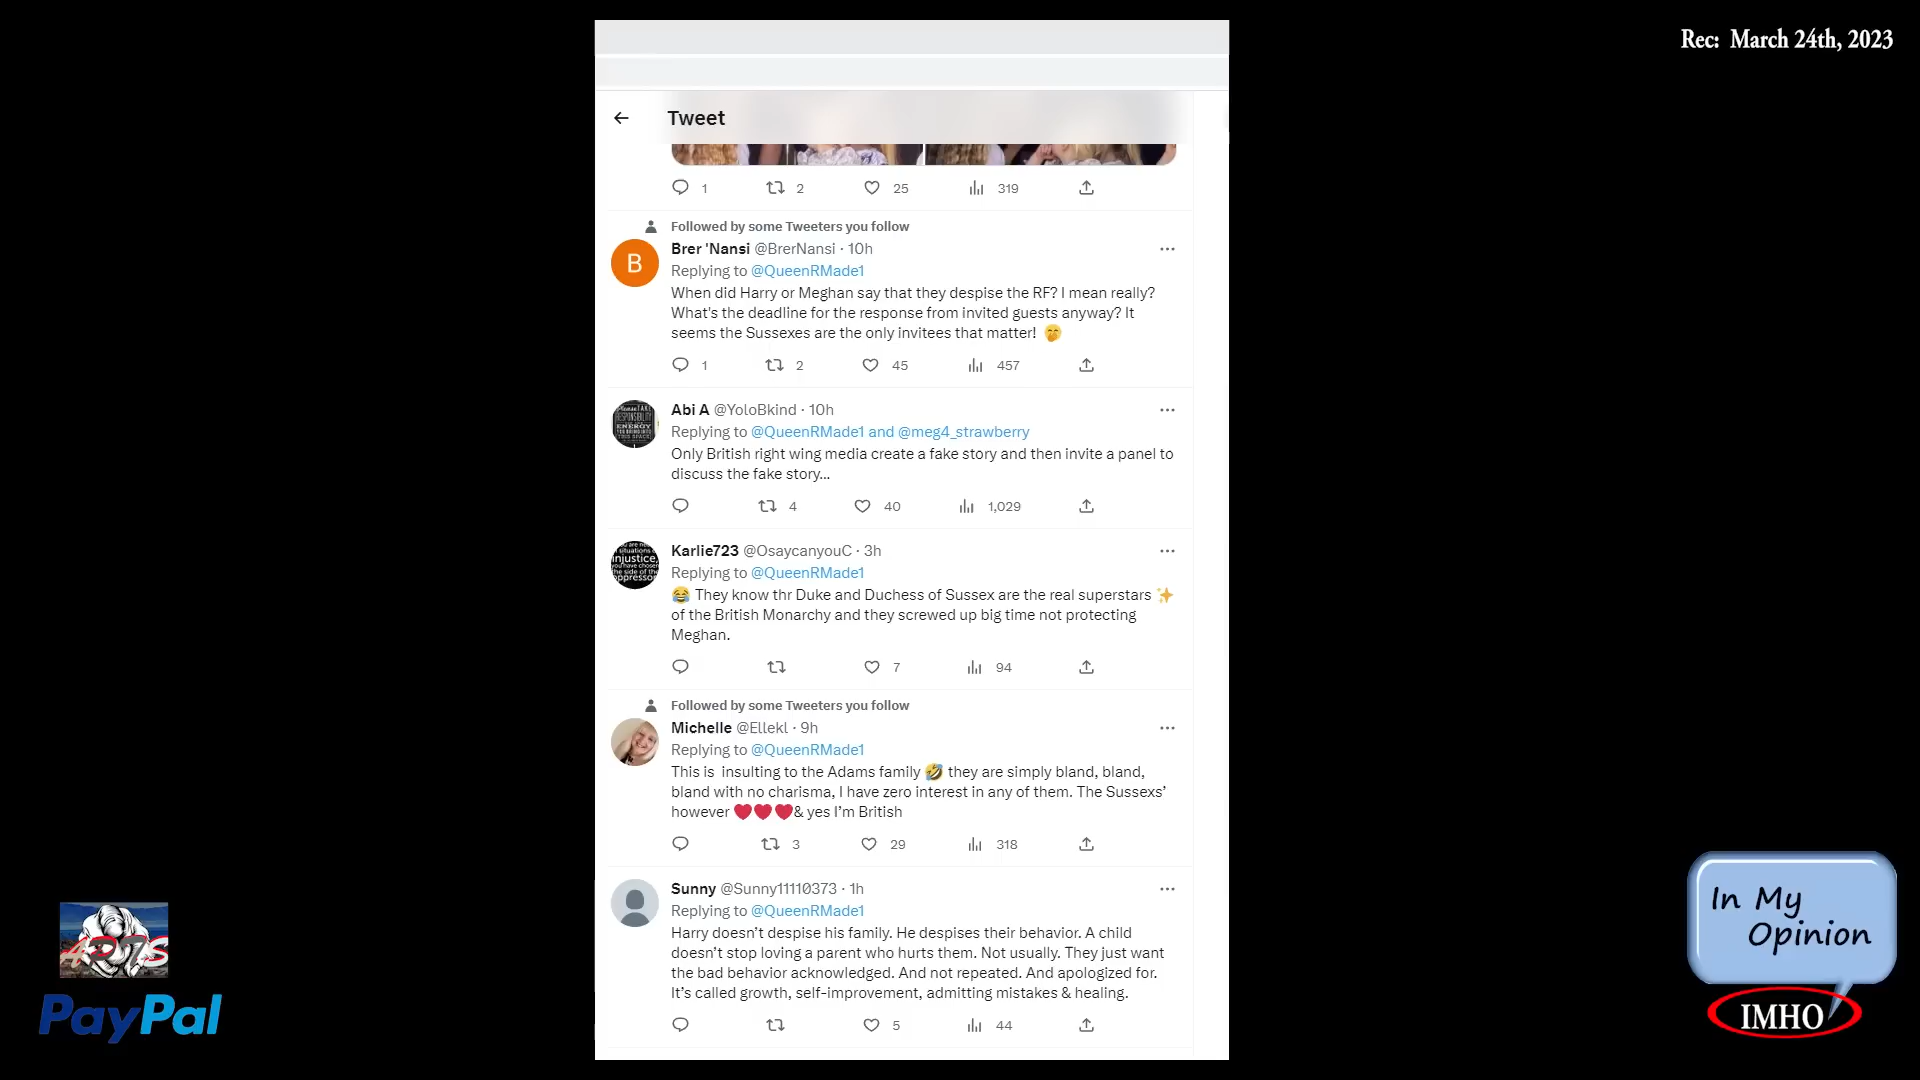 Rec: March 24th, 2023
Tweet
1 2 25 319
Followed by some Tweeters you follow
B
Brer 'Nansi @BrerNansi · 10h
Replying to @QueenRMade1
When did Harry or Meghan say that they despise the RF? I mean really?
What's the deadline for the response from invited guests anyway? It
seems the Sussexes are the only invitees that matter! 🤭
1 2 45 457
Abi A @YoloBkind · 10h
Replying to @QueenRMade1 and @meg4_strawberry
Only British right wing media create a fake story and then invite a panel to
discuss the fake story...
4 40 1,029
injustice,
you have chosen
the side of the
oppressor
Karlie723 @OsaycanyouC · 3h
Replying to @QueenRMade1
😂 They know thr Duke and Duchess of Sussex are the real superstars ✨
of the British Monarchy and they screwed up big time not protecting
Meghan.
7 94
Followed by some Tweeters you follow
Michelle @Ellekl · 9h
Replying to @QueenRMade1
This is insulting to the Adams family 🤣 they are simply bland, bland,
bland with no charisma, I have zero interest in any of them. The Sussexs'
however ❤️❤️❤️& yes I'm British
3 29 318
Sunny @Sunny11110373 · 1h
Replying to @QueenRMade1
Harry doesn't despise his family. He despises their behavior. A child
doesn't stop loving a parent who hurts them. Not usually. They just want
the bad behavior acknowledged. And not repeated. And apologized for.
It's called growth, self-improvement, admitting mistakes & healing.
5 44
PayPal
In My
Opinion
IMHO